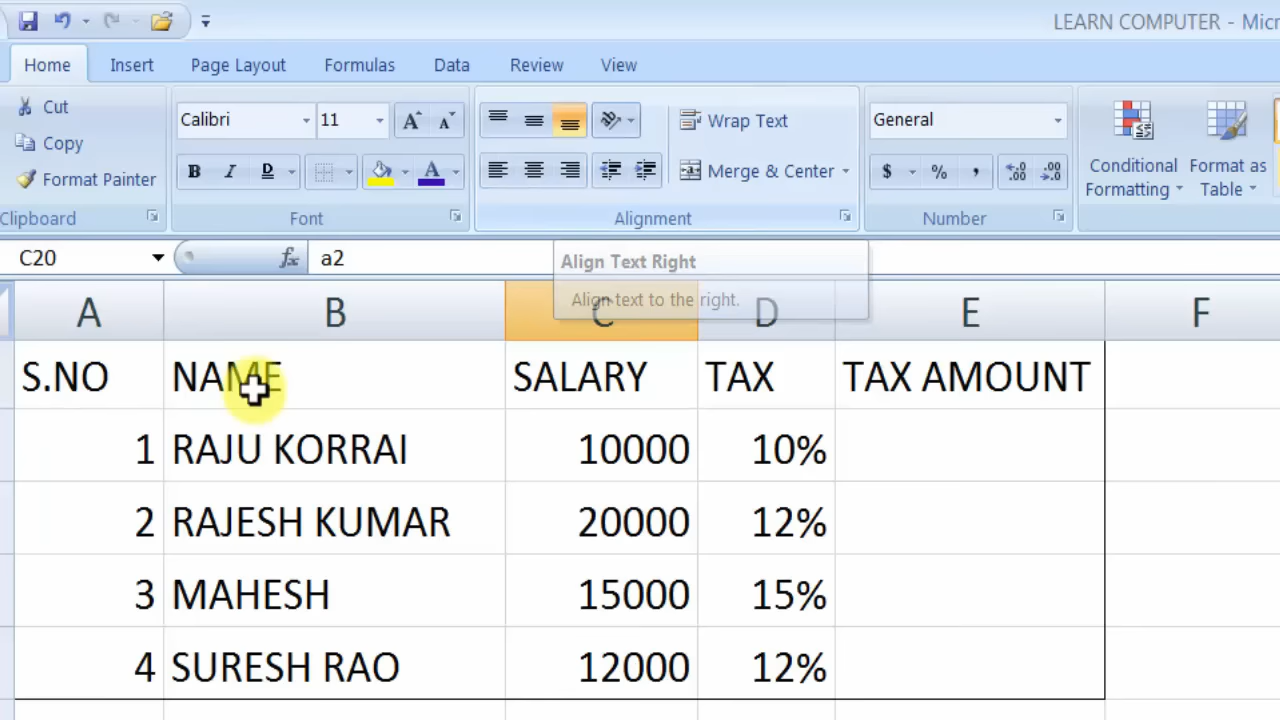 LEARN COMPUTER - Micr
Home Insert Page Layout Formulas Data Review View
Cut
Copy
Format Painter
Calibri 11
B I D
Wrap Text
Merge & Center
General
$ % ,
Conditional Formatting
Format as Table
Clipboard Font Alignment Number
C20 fx a2
Align Text Right
Align text to the right.
A B C D E F
S.NO NAME SALARY TAX TAX AMOUNT
1 RAJU KORRAI 10000 10%
2 RAJESH KUMAR 20000 12%
3 MAHESH 15000 15%
4 SURESH RAO 12000 12%